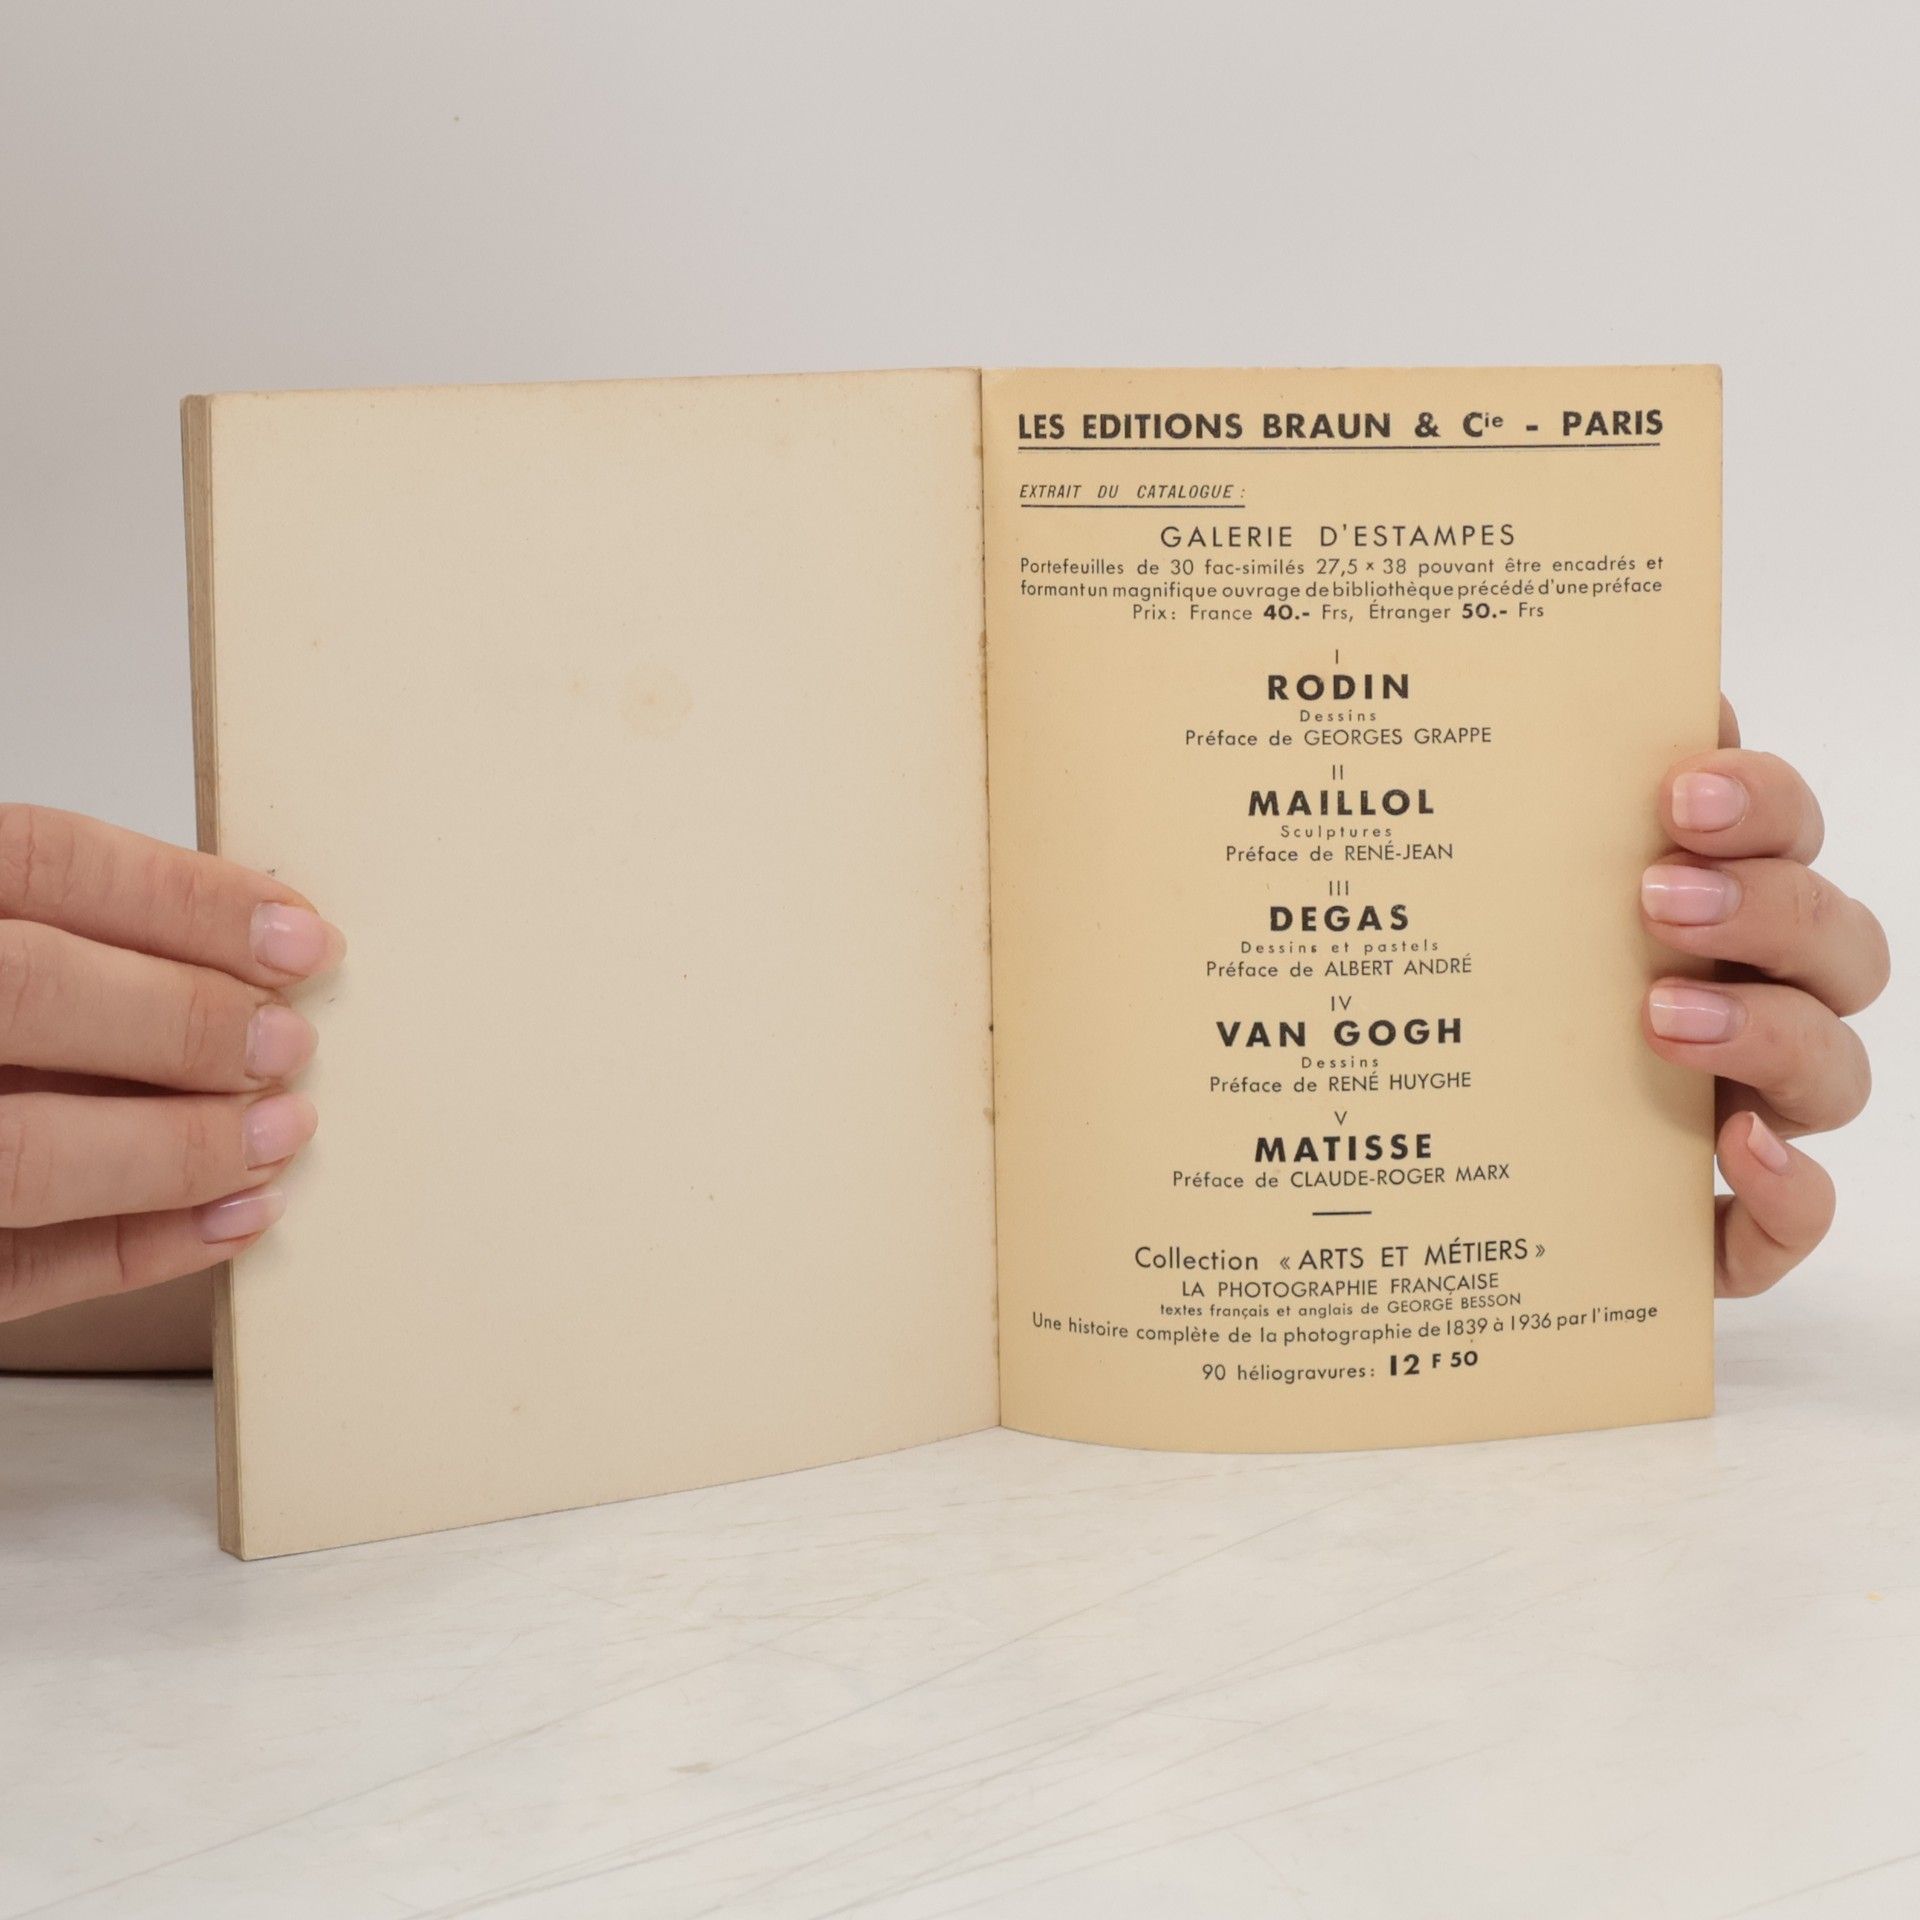 LES EDITIONS BRAUN & Cie - PARIS
EXTRAIT DU CATALOGUE :
GALERIE D'ESTAMPES
Portefeuilles de 30 fac-similés 27,5 × 38 pouvant être encadrés et
formant un magnifique ouvrage de bibliothèque précédé d'une préface
Prix : France 40.- Frs, Étranger 50.- Frs
I
RODIN
Dessins
Préface de GEORGES GRAPPE
II
MAILLOL
Sculptures
Préface de RENÉ-JEAN
III
DEGAS
Dessins et pastels
Préface de ALBERT ANDRÉ
IV
VAN GOGH
Dessins
Préface de RENÉ HUYGHE
V
MATISSE
Préface de CLAUDE-ROGER MARX
Collection « ARTS ET MÉTIERS »
LA PHOTOGRAPHIE FRANÇAISE
textes français et anglais de GEORGE BESSON
Une histoire complète de la photographie de 1839 à 1936 par l'image
90 héliogravures : 12 F 50